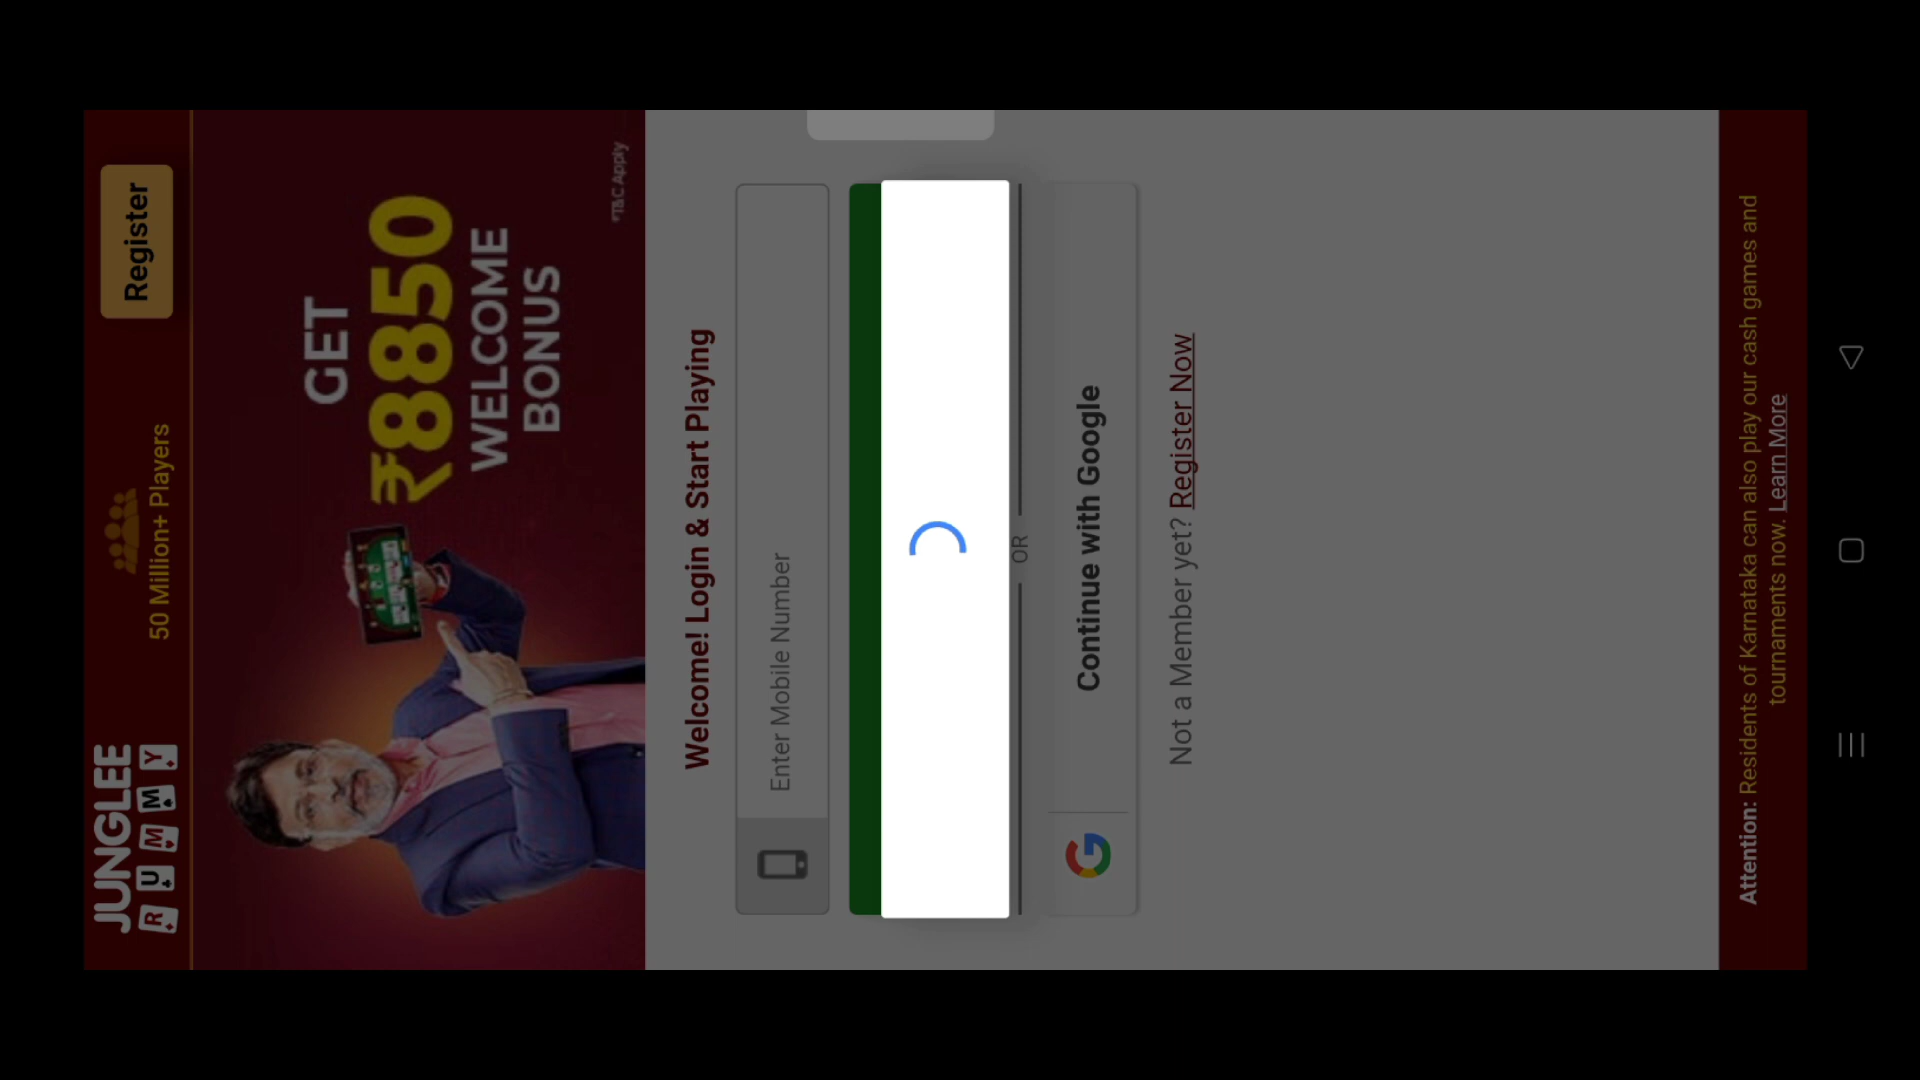 JUNGLEE
RUMMY
50 Million+ Players
Register
GET
₹8850
WELCOME
BONUS
*T&C Apply
Welcome! Login & Start Playing
Enter Mobile Number
OR
Continue with Google
Not a Member yet? Register Now
Attention: Residents of Karnataka can also play our cash games and
tournaments now. Learn More